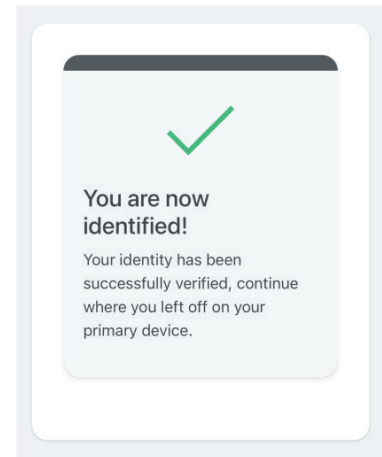 You are now
identified!
Your identity has been
successfully verified, continue
where you left off on your
primary device.